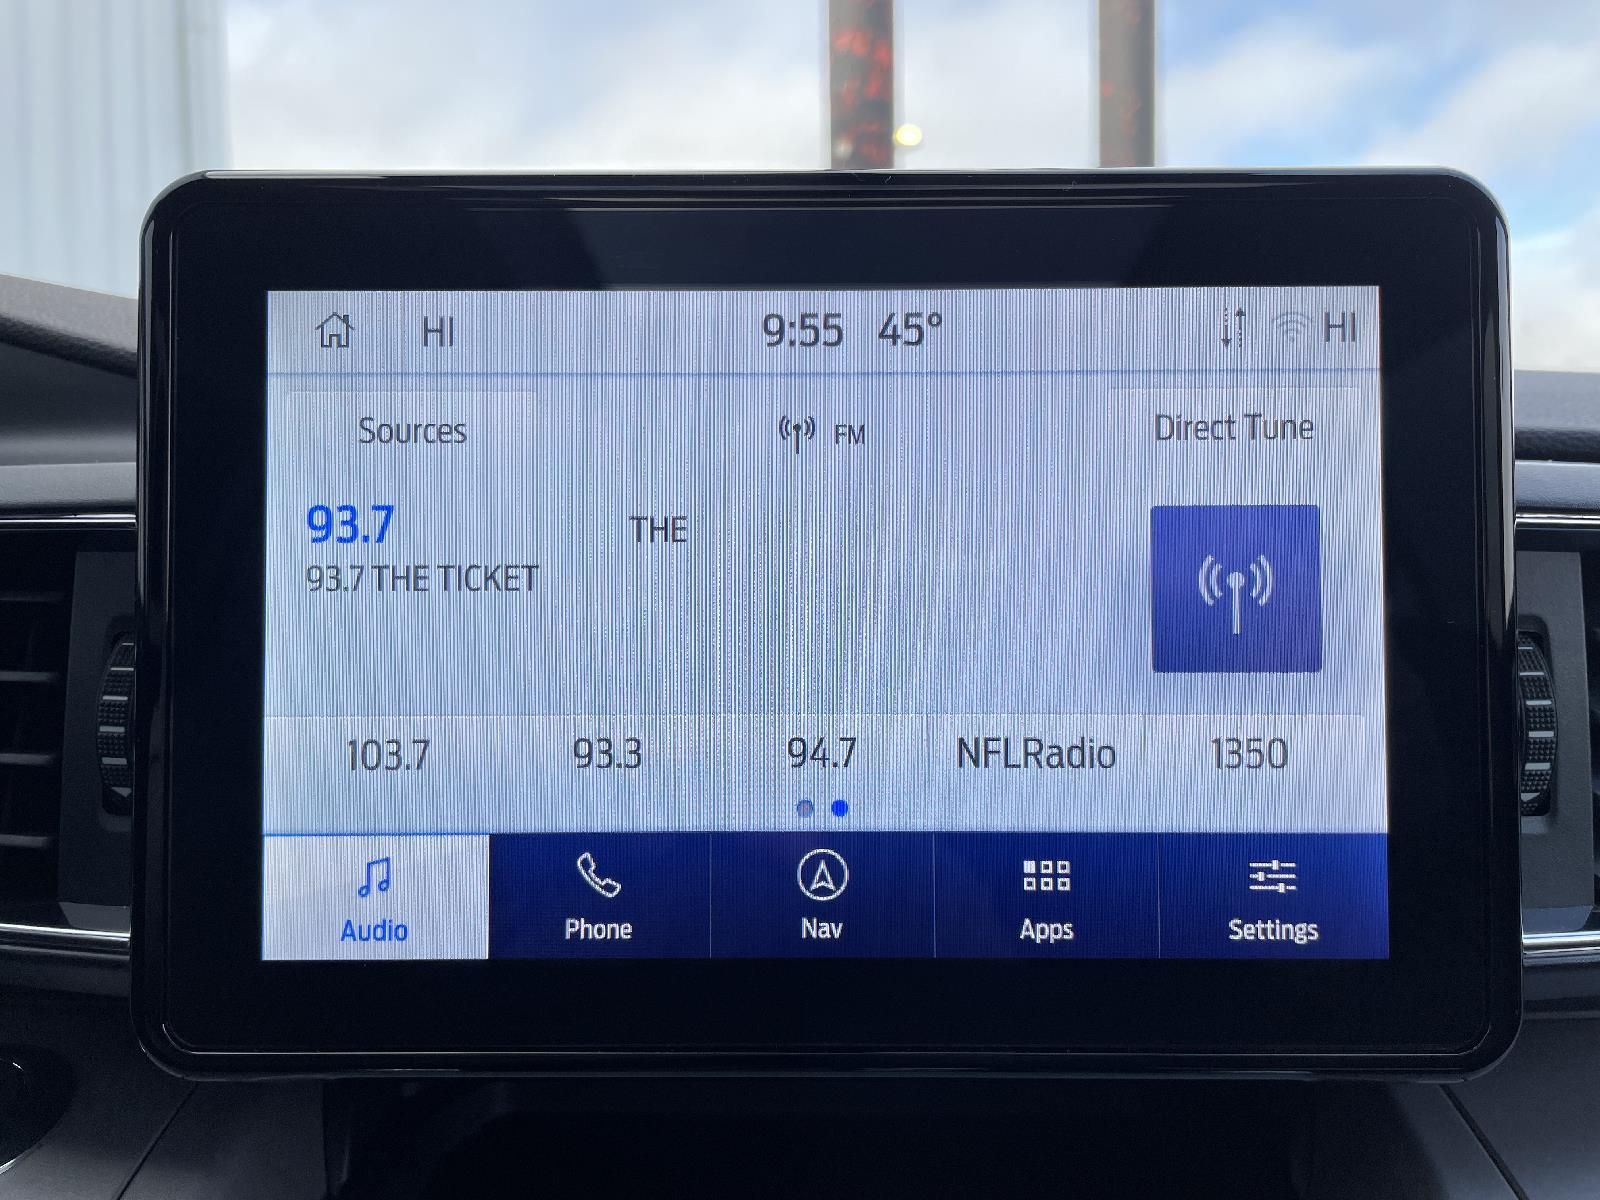 HI 9:55 45° HI
Sources FM Direct Tune
93.7 THE
93.7 THE TICKET
103.7 93.3 94.7 NFLRadio 1350
Audio Phone Nav Apps Settings